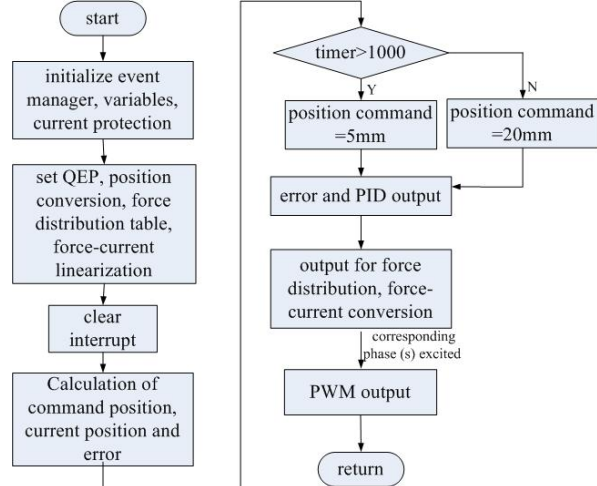 start
initialize event
manager, variables,
current protection
set QEP, position
conversion, force
distribution table,
force-current
linearization
clear
interrupt
Calculation of
command position,
current position and
error
timer>1000
Y
N
position command
=5mm
position command
=20mm
error and PID output
output for force
distribution, force-
current conversion
corresponding
phase (s) excited
PWM output
return